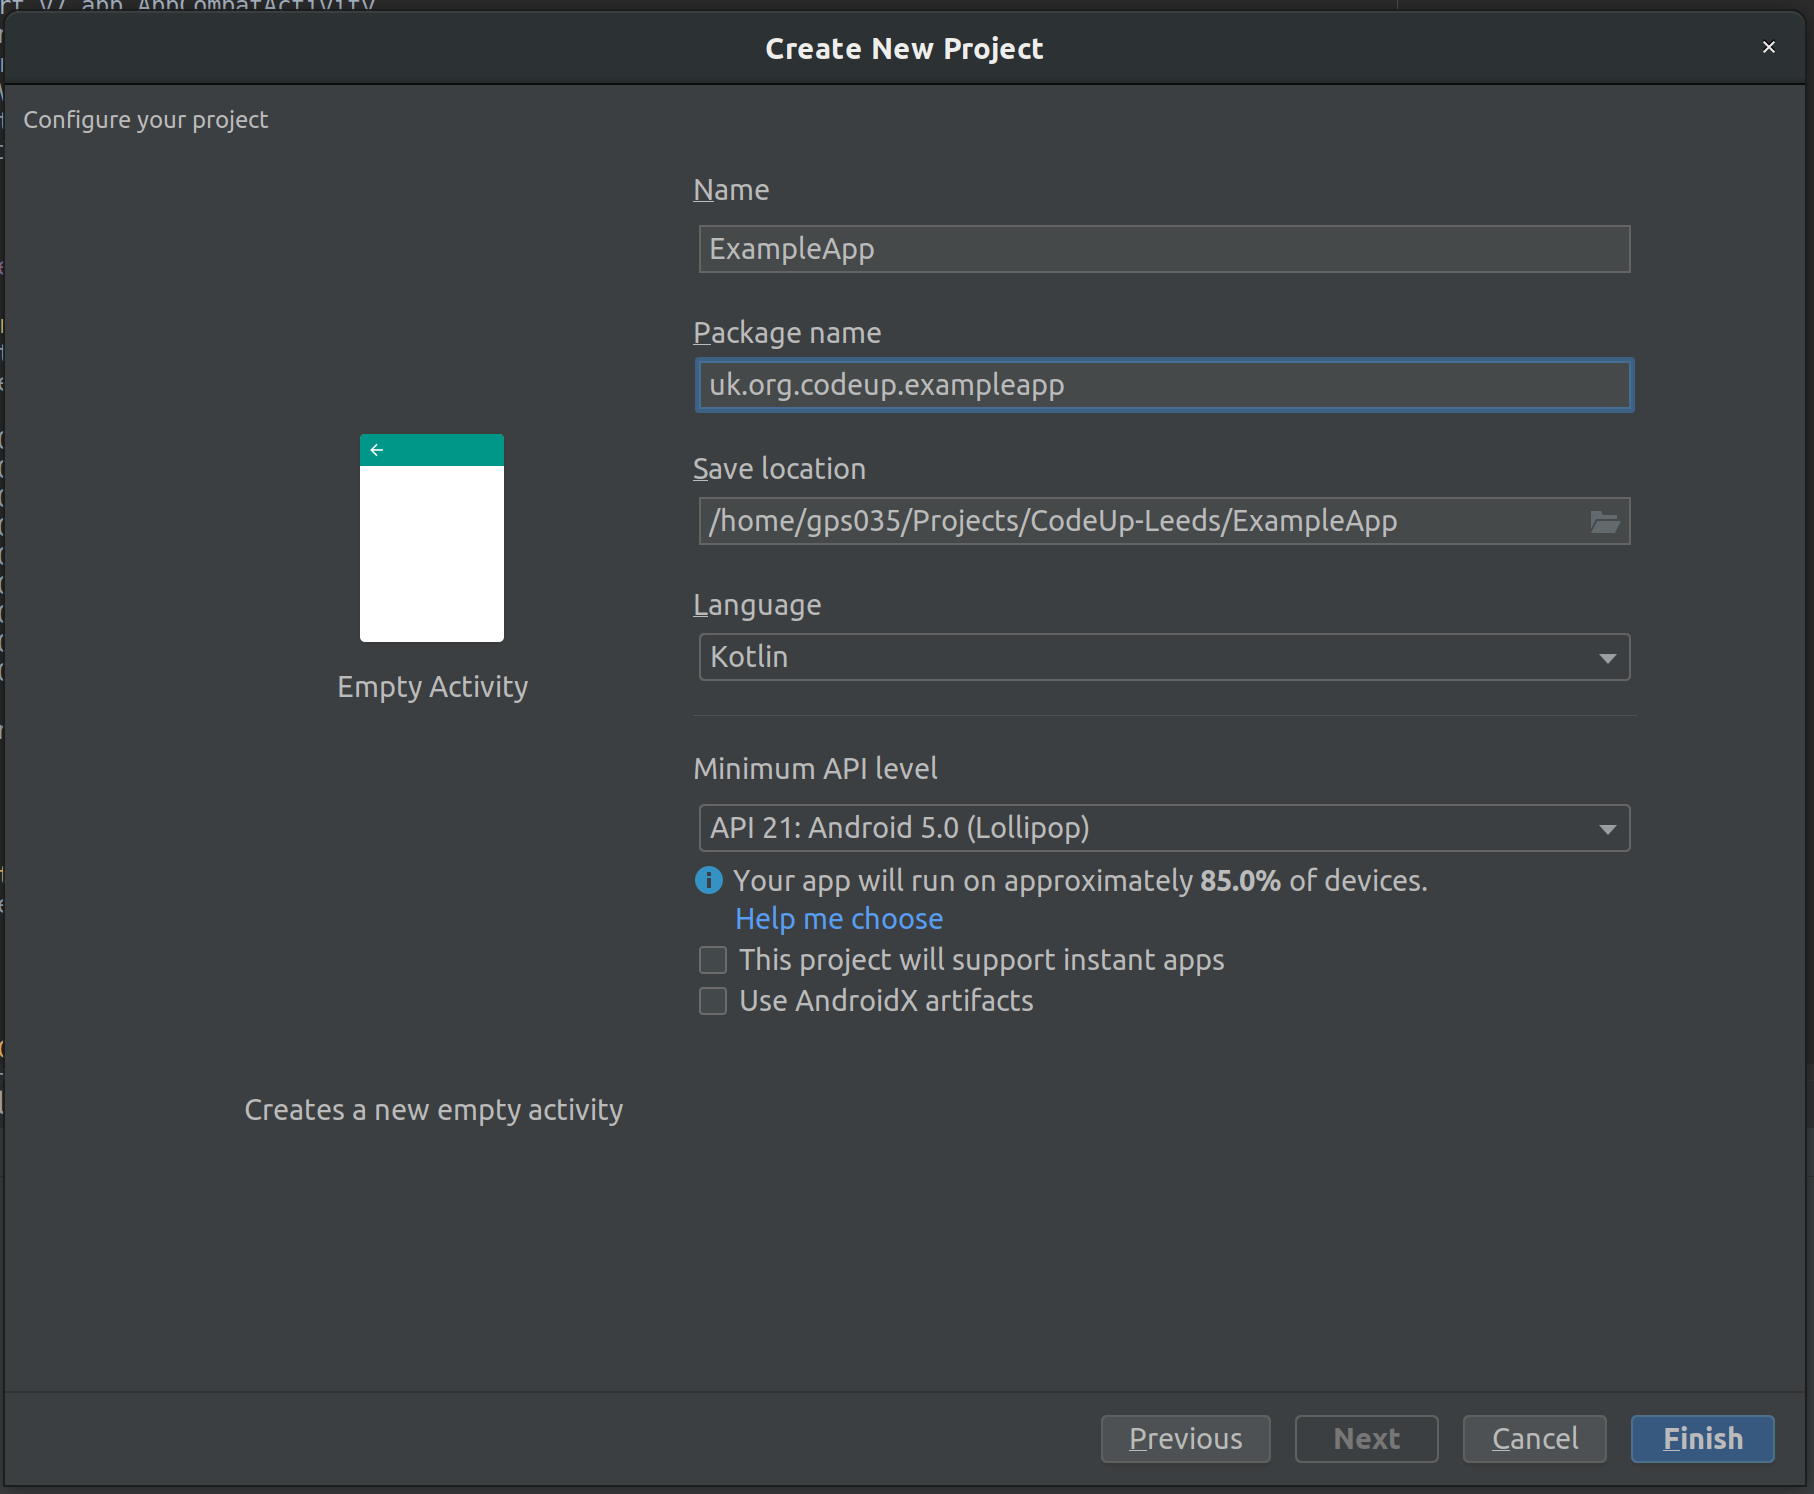 Create New Project
Configure your project
Name
ExampleApp
Package name
uk.org.codeup.exampleapp
Save location
/home/gps035/Projects/CodeUp-Leeds/ExampleApp
Language
Kotlin
Empty Activity
Minimum API level
API 21: Android 5.0 (Lollipop)
Your app will run on approximately 85.0% of devices.
Help me choose
This project will support instant apps
Use AndroidX artifacts
Creates a new empty activity
Previous
Next
Cancel
Finish